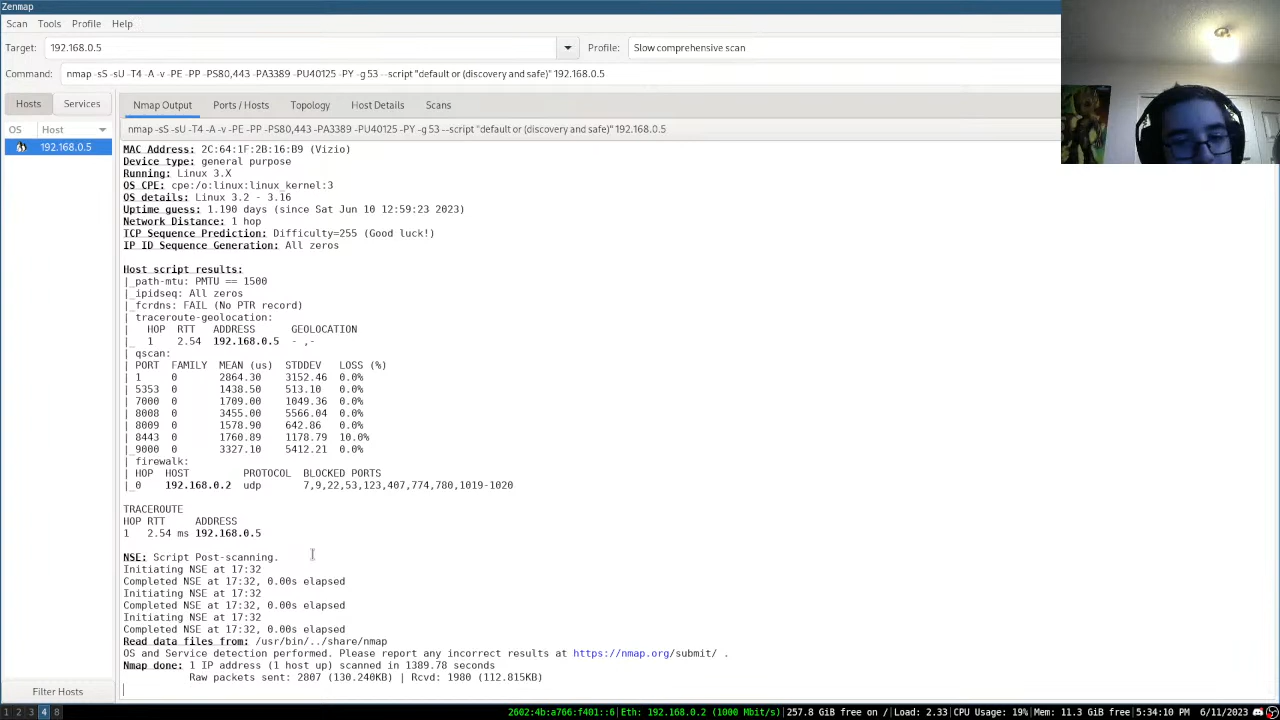 Zenmap
Scan Tools Profile Help
Target: 192.168.0.5 Profile: Slow comprehensive scan
Command: nmap -sS -sU -T4 -A -v -PE -PP -PS80,443 -PA3389 -PU40125 -PY -g 53 --script "default or (discovery and safe)" 192.168.0.5
Hosts Services Nmap Output Ports / Hosts Topology Host Details Scans
OS Host
192.168.0.5
nmap -sS -sU -T4 -A -v -PE -PP -PS80,443 -PA3389 -PU40125 -PY -g 53 --script "default or (discovery and safe)" 192.168.0.5
MAC Address: 2C:64:1F:2B:16:B9 (Vizio)
Device type: general purpose
Running: Linux 3.X
OS CPE: cpe:/o:linux:linux_kernel:3
OS details: Linux 3.2 - 3.16
Uptime guess: 1.190 days (since Sat Jun 10 12:59:23 2023)
Network Distance: 1 hop
TCP Sequence Prediction: Difficulty=255 (Good luck!)
IP ID Sequence Generation: All zeros
Host script results:
|_path-mtu: PMTU == 1500
|_ipidseq: All zeros
|_fcrdns: FAIL (No PTR record)
| traceroute-geolocation:
|   HOP  RTT   ADDRESS      GEOLOCATION
|_  1    2.54  192.168.0.5  - ,-
| qscan:
| PORT  FAMILY  MEAN (us)  STDDEV   LOSS (%)
| 1     0       2864.30    3152.46  0.0%
| 5353  0       1438.50    513.10   0.0%
| 7000  0       1709.00    1049.36  0.0%
| 8008  0       3455.00    5566.04  0.0%
| 8009  0       1578.90    642.86   0.0%
| 8443  0       1760.89    1178.79  10.0%
|_9000  0       3327.10    5412.21  0.0%
| firewalk:
| HOP  HOST         PROTOCOL  BLOCKED PORTS
|_0    192.168.0.2  udp       7,9,22,53,123,407,774,780,1019-1020
TRACEROUTE
HOP RTT     ADDRESS
1   2.54 ms 192.168.0.5
NSE: Script Post-scanning.
Initiating NSE at 17:32
Completed NSE at 17:32, 0.00s elapsed
Initiating NSE at 17:32
Completed NSE at 17:32, 0.00s elapsed
Initiating NSE at 17:32
Completed NSE at 17:32, 0.00s elapsed
Read data files from: /usr/bin/../share/nmap
OS and Service detection performed. Please report any incorrect results at https://nmap.org/submit/ .
Nmap done: 1 IP address (1 host up) scanned in 1389.78 seconds
Raw packets sent: 2807 (130.240KB) | Rcvd: 1980 (112.815KB)
Filter Hosts
1 2 3 4 8 2602:4b:a766:f401::6 | Eth: 192.168.0.2 (1000 Mbit/s) | 257.8 GiB free on / | Load: 2.33 | CPU Usage: 19% | Mem: 11.3 GiB free | 5:34:10 PM | 6/11/2023